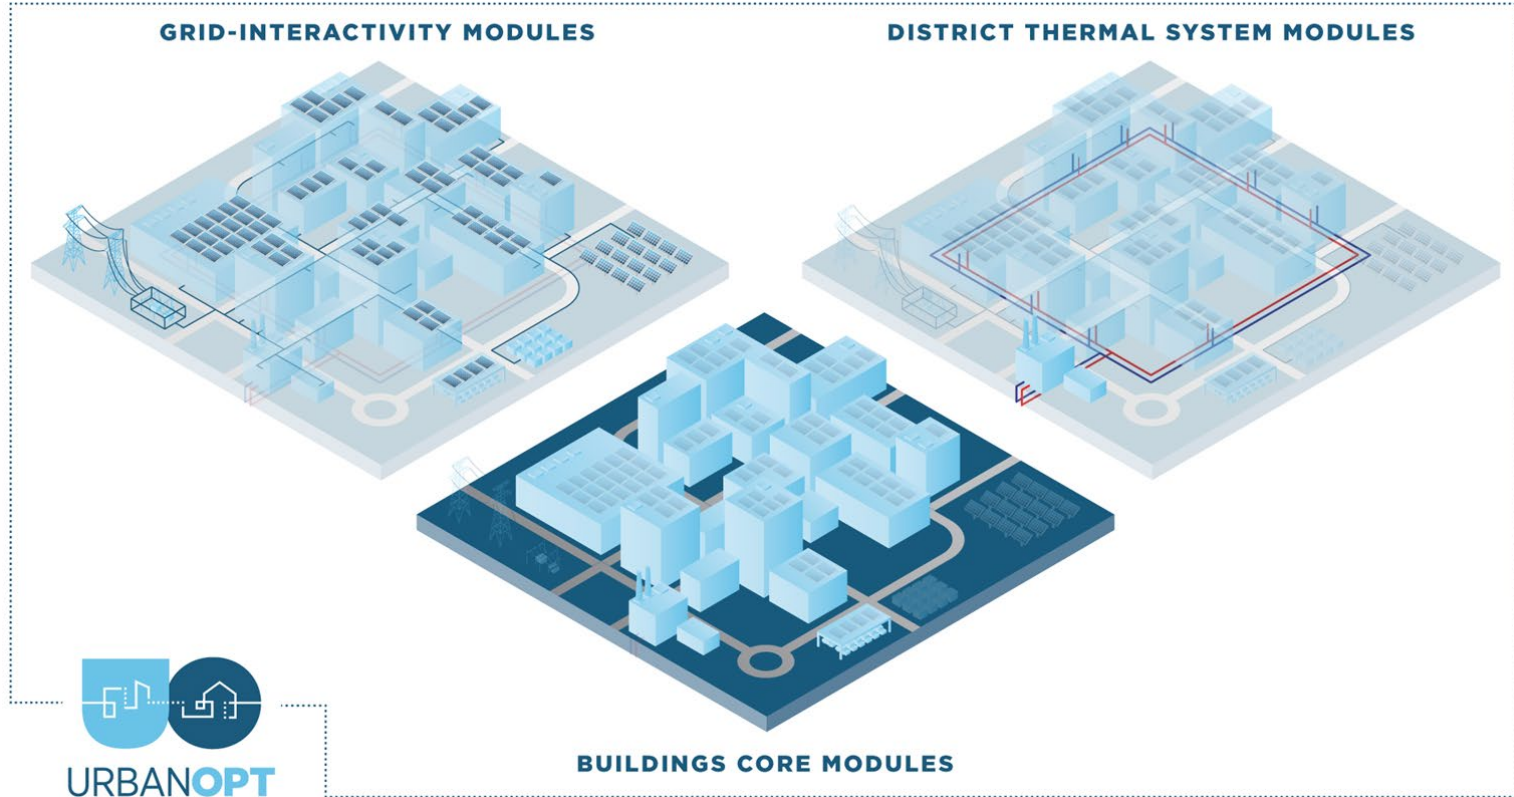 GRID-INTERACTIVITY MODULES
DISTRICT THERMAL SYSTEM MODULES
BUILDINGS CORE MODULES
URBANOPT